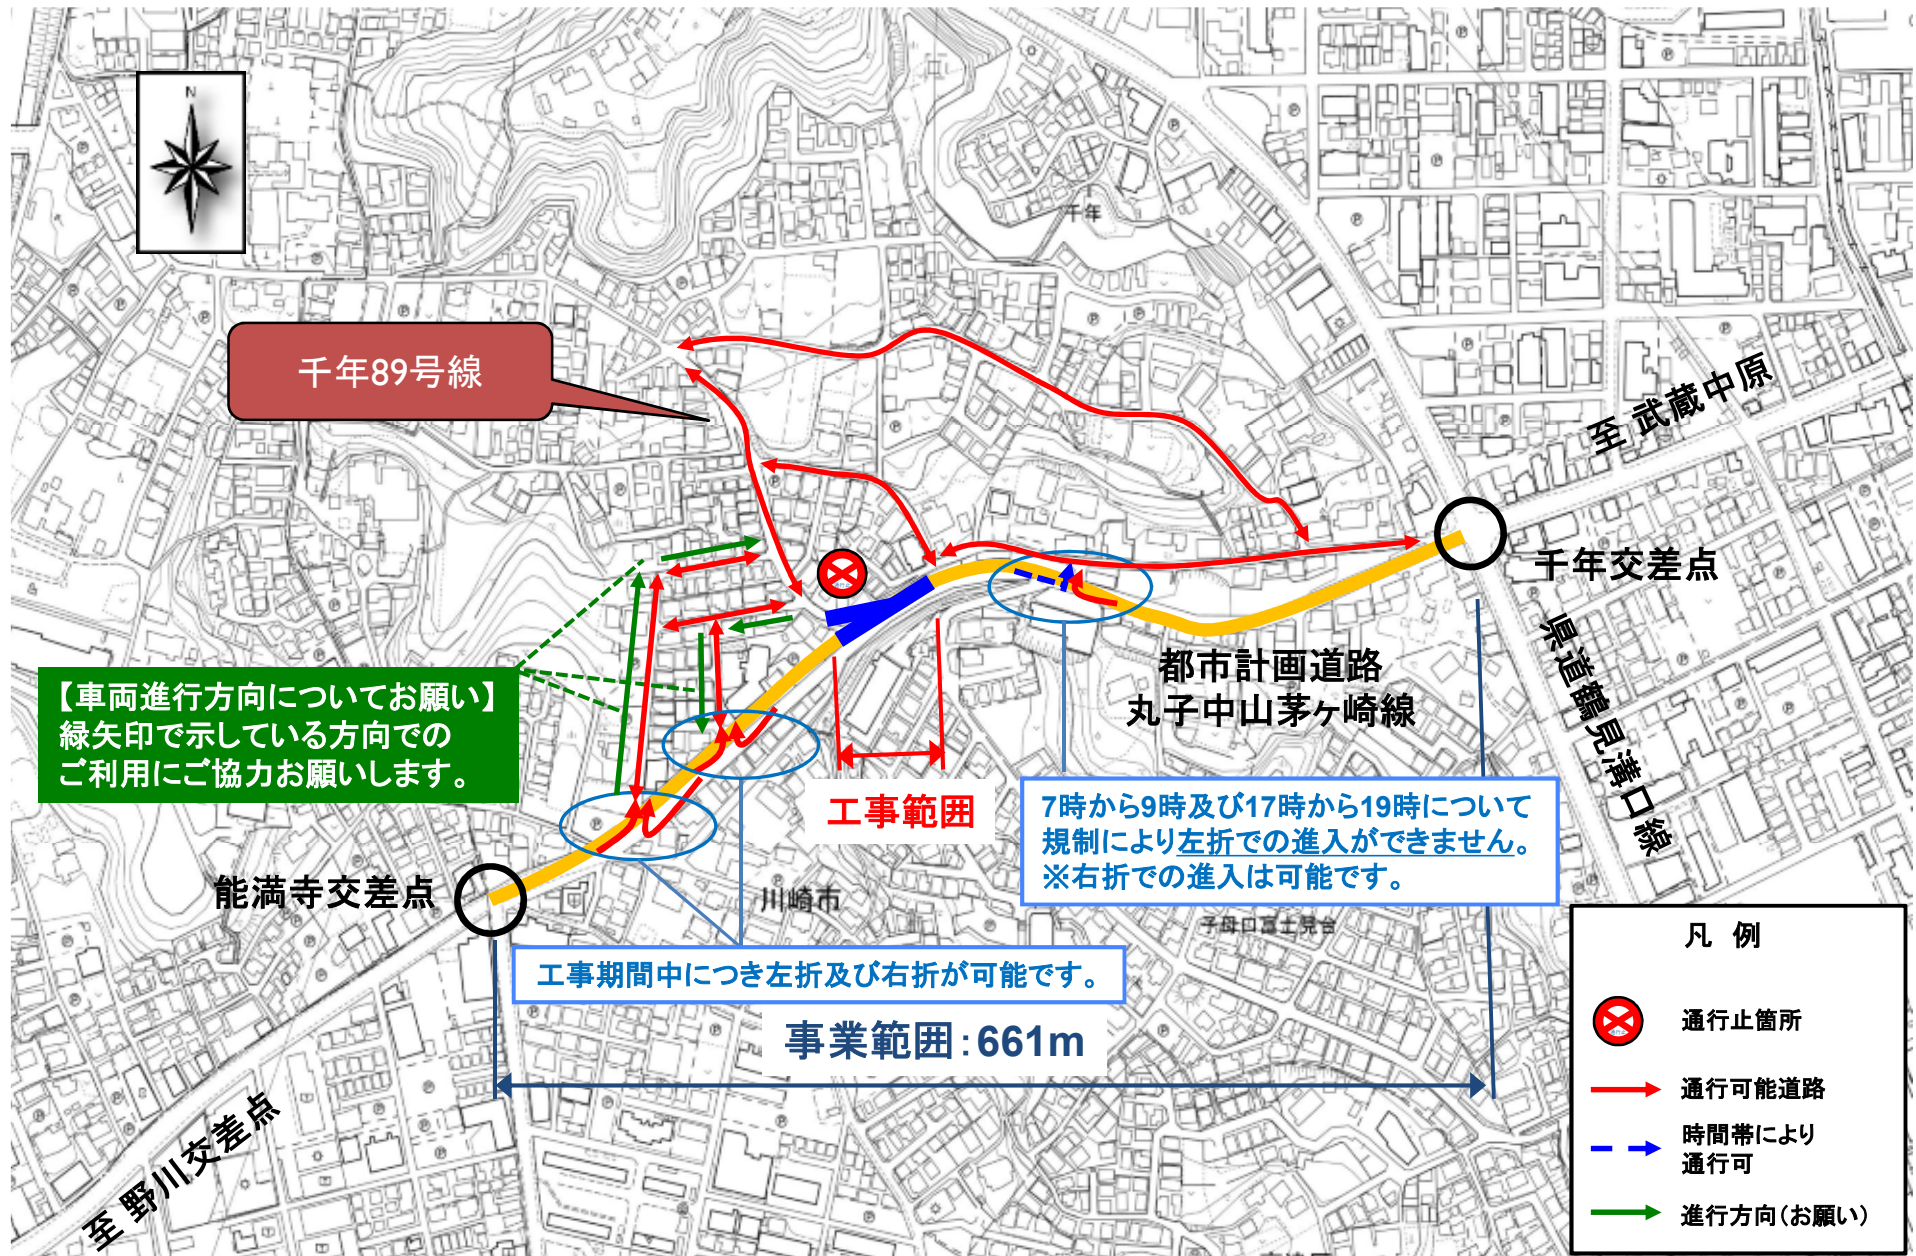 N
千年
千年89号線
至 武蔵中原
千年交差点
県道鶴見溝口線
都市計画道路
丸子中山茅ヶ崎線
【車両進行方向についてお願い】
緑矢印で示している方向での
ご利用にご協力お願いします。
工事範囲
7時から9時及び17時から19時について
規制により左折での進入ができません。
※右折での進入は可能です。
能満寺交差点
川崎市
子母口富士見台
工事期間中につき左折及び右折が可能です。
事業範囲：661m
至 野川交差点
凡 例
通行止箇所
通行可能道路
時間帯により
通行可
進行方向（お願い）